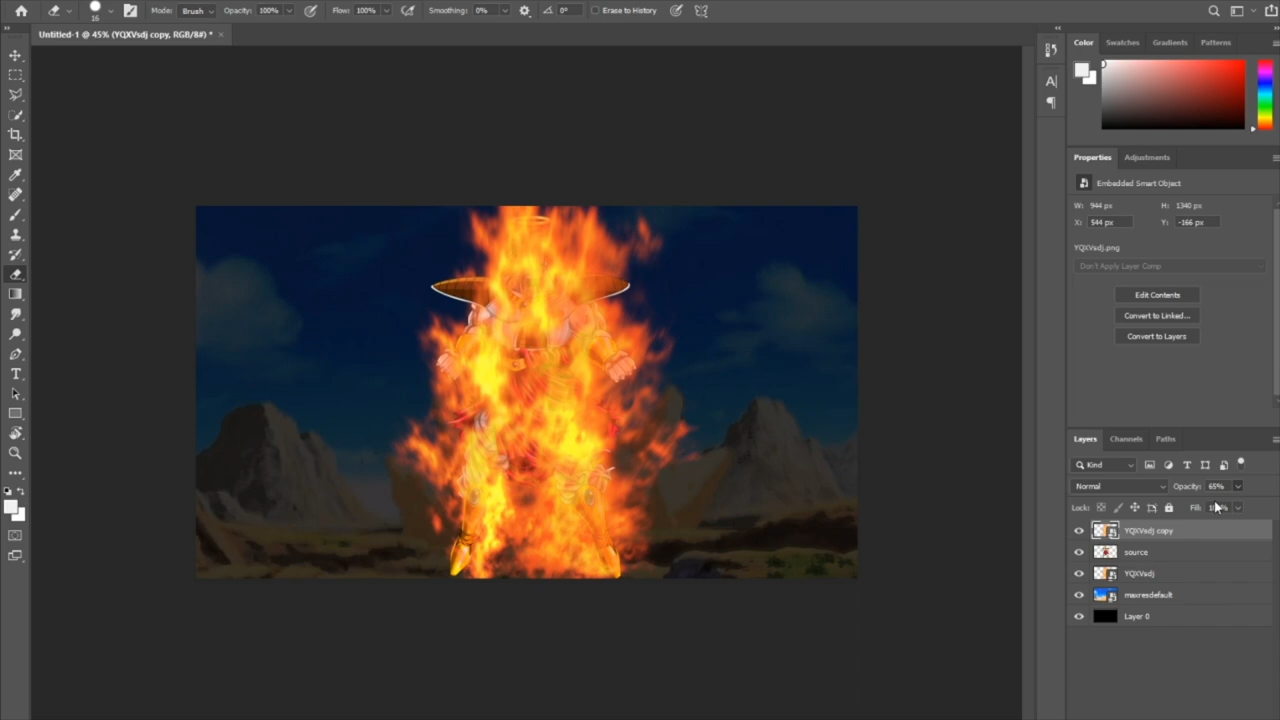 16 Mode: Brush Opacity: 100% Flow: 100% Smoothing: 0% 0° Erase to History
Untitled-1 @ 45% (YQXVsdj copy, RGB/8#) * ×
Color Swatches Gradients Patterns
Properties Adjustments
Embedded Smart Object
W: 944 px H: 1340 px
X: 544 px Y: -166 px
YQXVsdj.png
Don't Apply Layer Comp
Edit Contents
Convert to Linked...
Convert to Layers
Layers Channels Paths
Kind
Normal Opacity: 65%
Lock: Fill:
YQXVsdj copy
source
YQXVsdj
maxresdefault
Layer 0